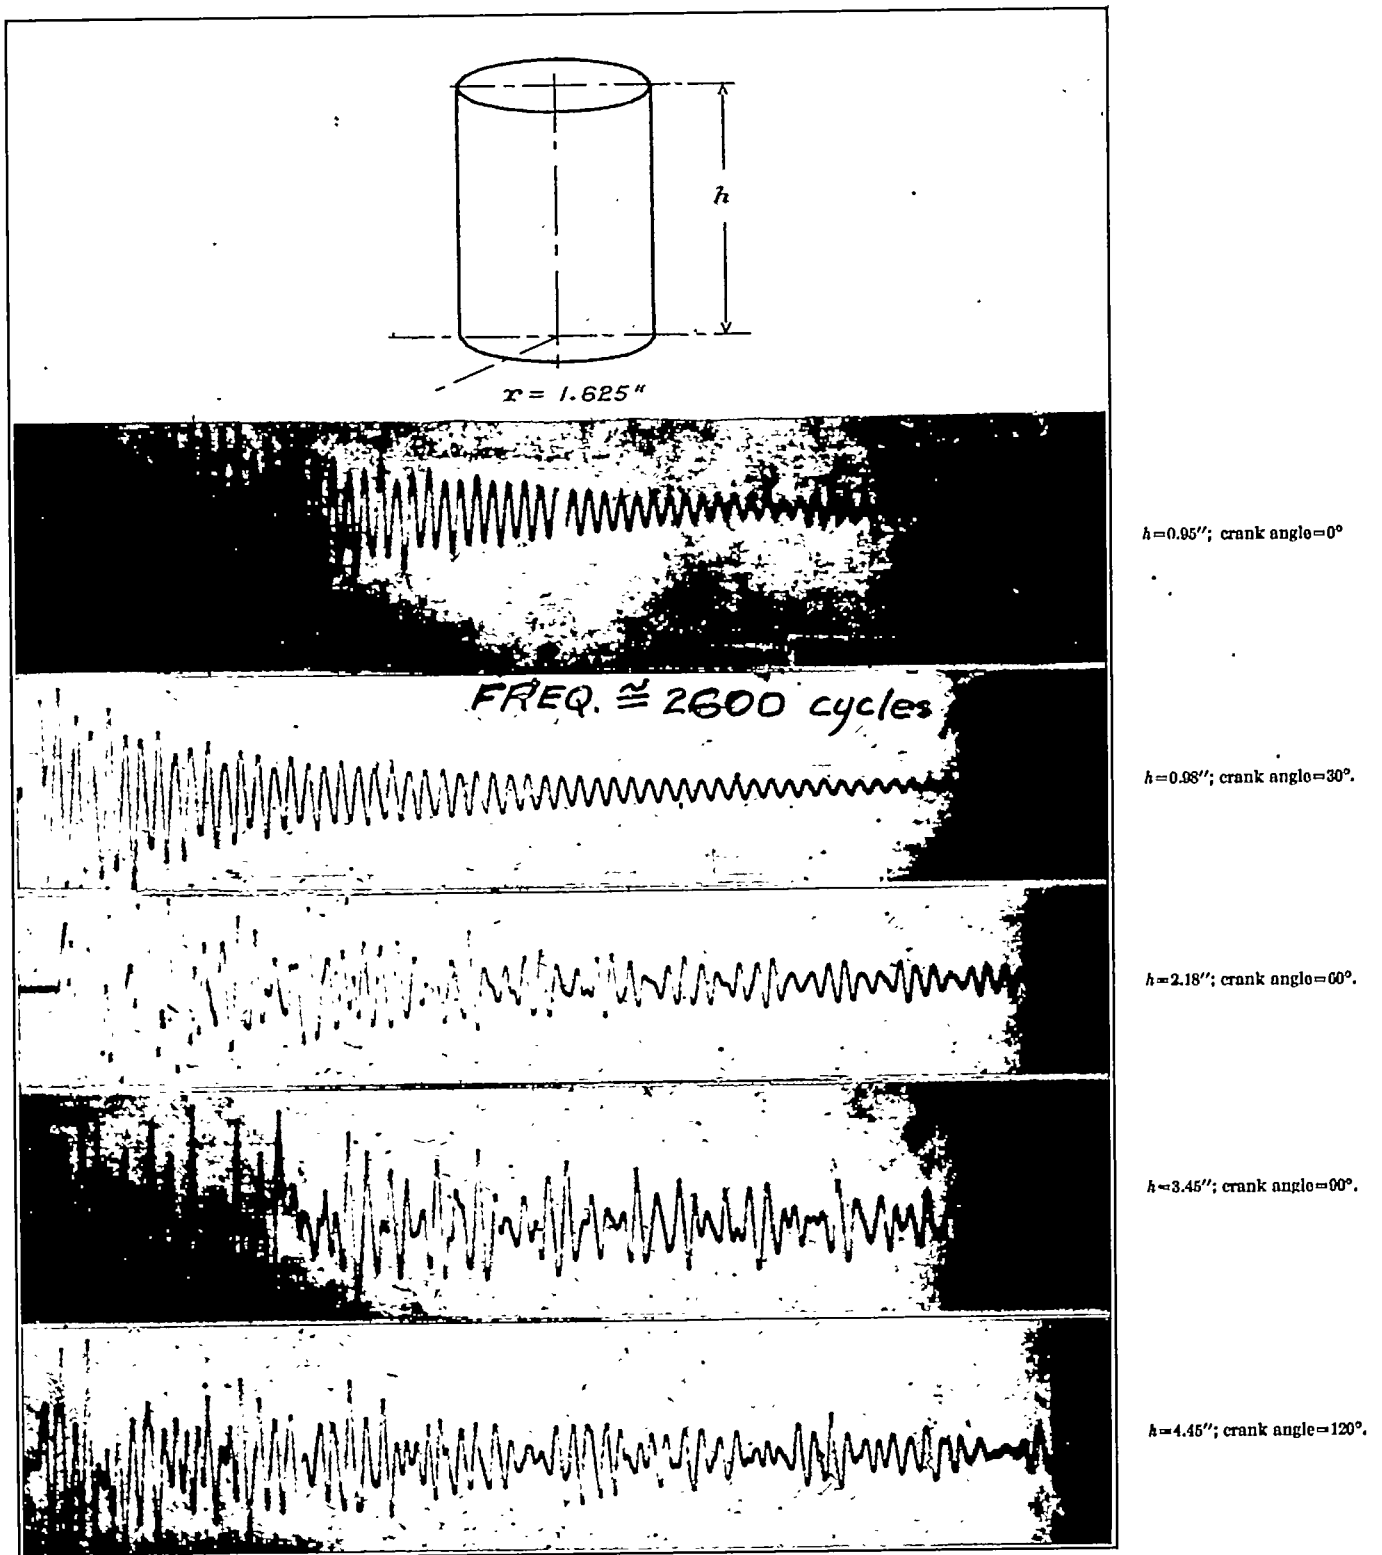 h
r = 1.625"
h=0.95″; crank angle=0°
FREQ. ≅ 2600 cycles
h=0.98″; crank angle=30°.
h=2.18″; crank angle=60°.
h=3.45″; crank angle=90°.
h=4.45″; crank angle=120°.